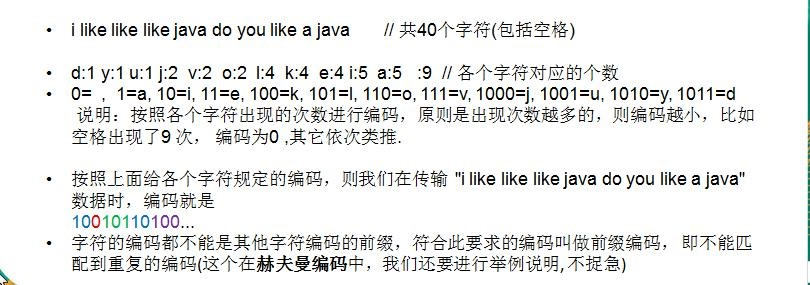 • i like like like java do you like a java // 共40个字符(包括空格)
• d:1 y:1 u:1 j:2 v:2 o:2 l:4 k:4 e:4 i:5 a:5 :9 // 各个字符对应的个数
• 0= , 1=a, 10=i, 11=e, 100=k, 101=l, 110=o, 111=v, 1000=j, 1001=u, 1010=y, 1011=d
说明：按照各个字符出现的次数进行编码，原则是出现次数越多的，则编码越小，比如
空格出现了9 次， 编码为0 ,其它依次类推.
• 按照上面给各个字符规定的编码，则我们在传输 "i like like like java do you like a java"
数据时，编码就是
10010110100...
• 字符的编码都不能是其他字符编码的前缀，符合此要求的编码叫做前缀编码， 即不能匹
配到重复的编码(这个在赫夫曼编码中，我们还要进行举例说明, 不捉急)